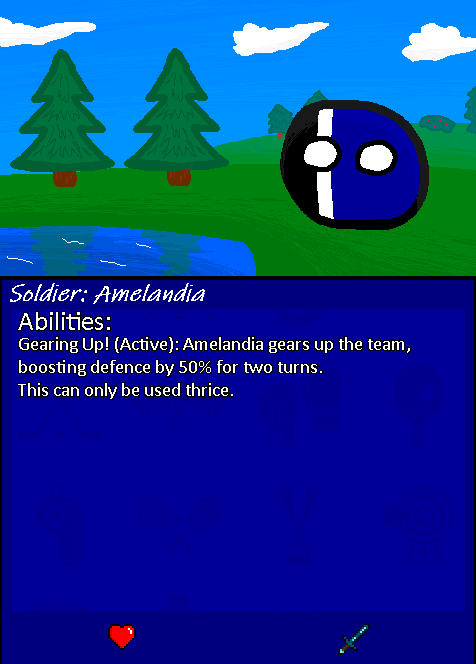 Soldier: Amelandia
Abilities:
Gearing Up! (Active): Amelandia gears up the team,
boosting defence by 50% for two turns.
This can only be used thrice.